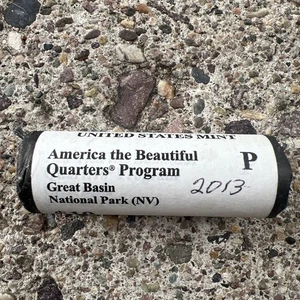 UNITED STATES MINT
America the Beautiful
Quarters® Program
P
Great Basin
National Park (NV)
2013